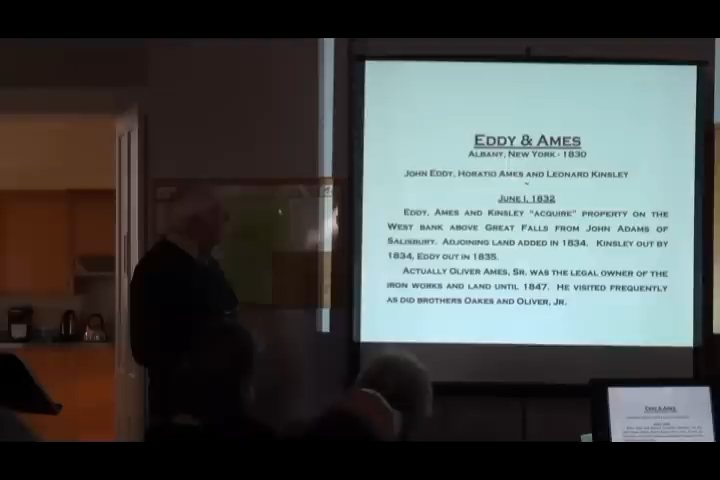 EDDY & AMES
ALBANY, NEW YORK - 1830
JOHN EDDY, HORATIO AMES AND LEONARD KINSLEY
~
JUNE 1, 1832
EDDY, AMES AND KINSLEY "ACQUIRE" PROPERTY ON THE
WEST BANK ABOVE GREAT FALLS FROM JOHN ADAMS OF
SALISBURY. ADJOINING LAND ADDED IN 1834. KINSLEY OUT BY
1834, EDDY OUT IN 1835.
ACTUALLY OLIVER AMES, SR. WAS THE LEGAL OWNER OF THE
IRON WORKS AND LAND UNTIL 1847. HE VISITED FREQUENTLY
AS DID BROTHERS OAKES AND OLIVER, JR.
EDDY & AMES